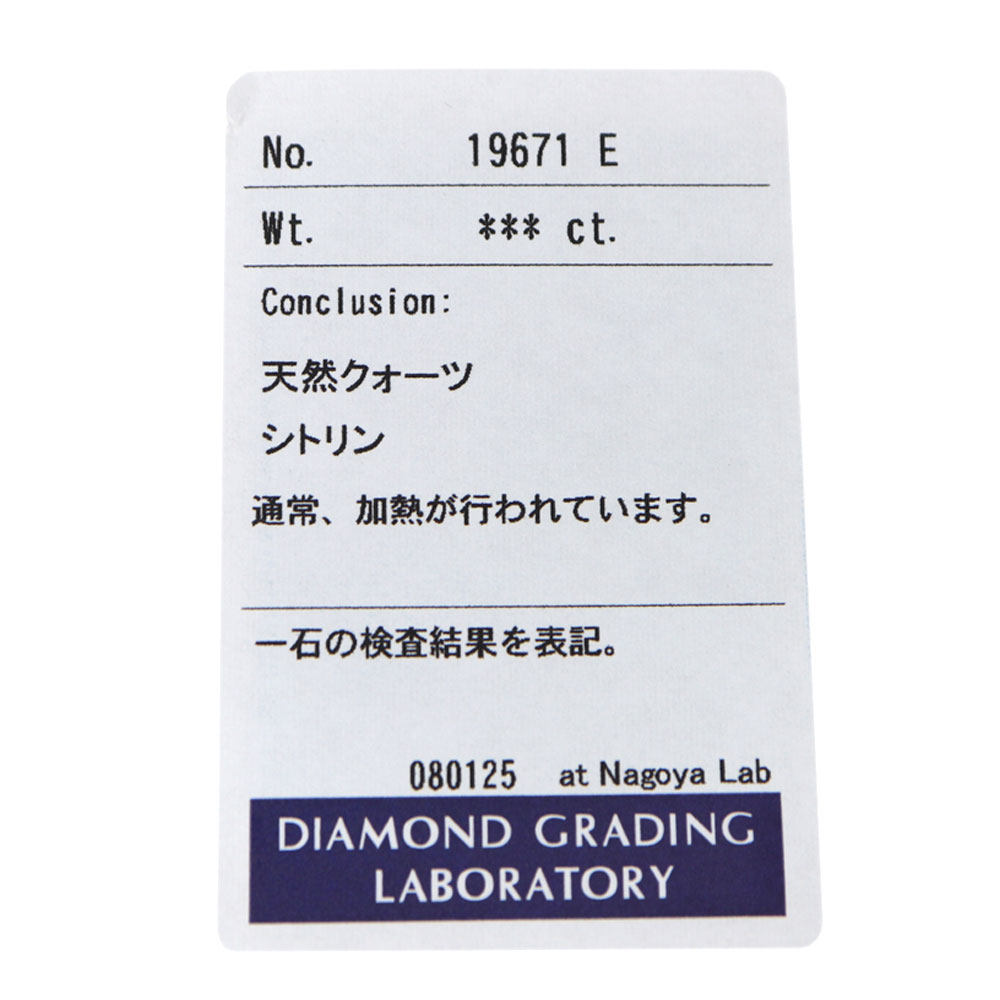 No. 19671 E
Wt. *** ct.
Conclusion:
天然クォーツ
シトリン
通常、加熱が行われています。
一石の検査結果を表記。
080125 at Nagoya Lab
DIAMOND GRADING
LABORATORY